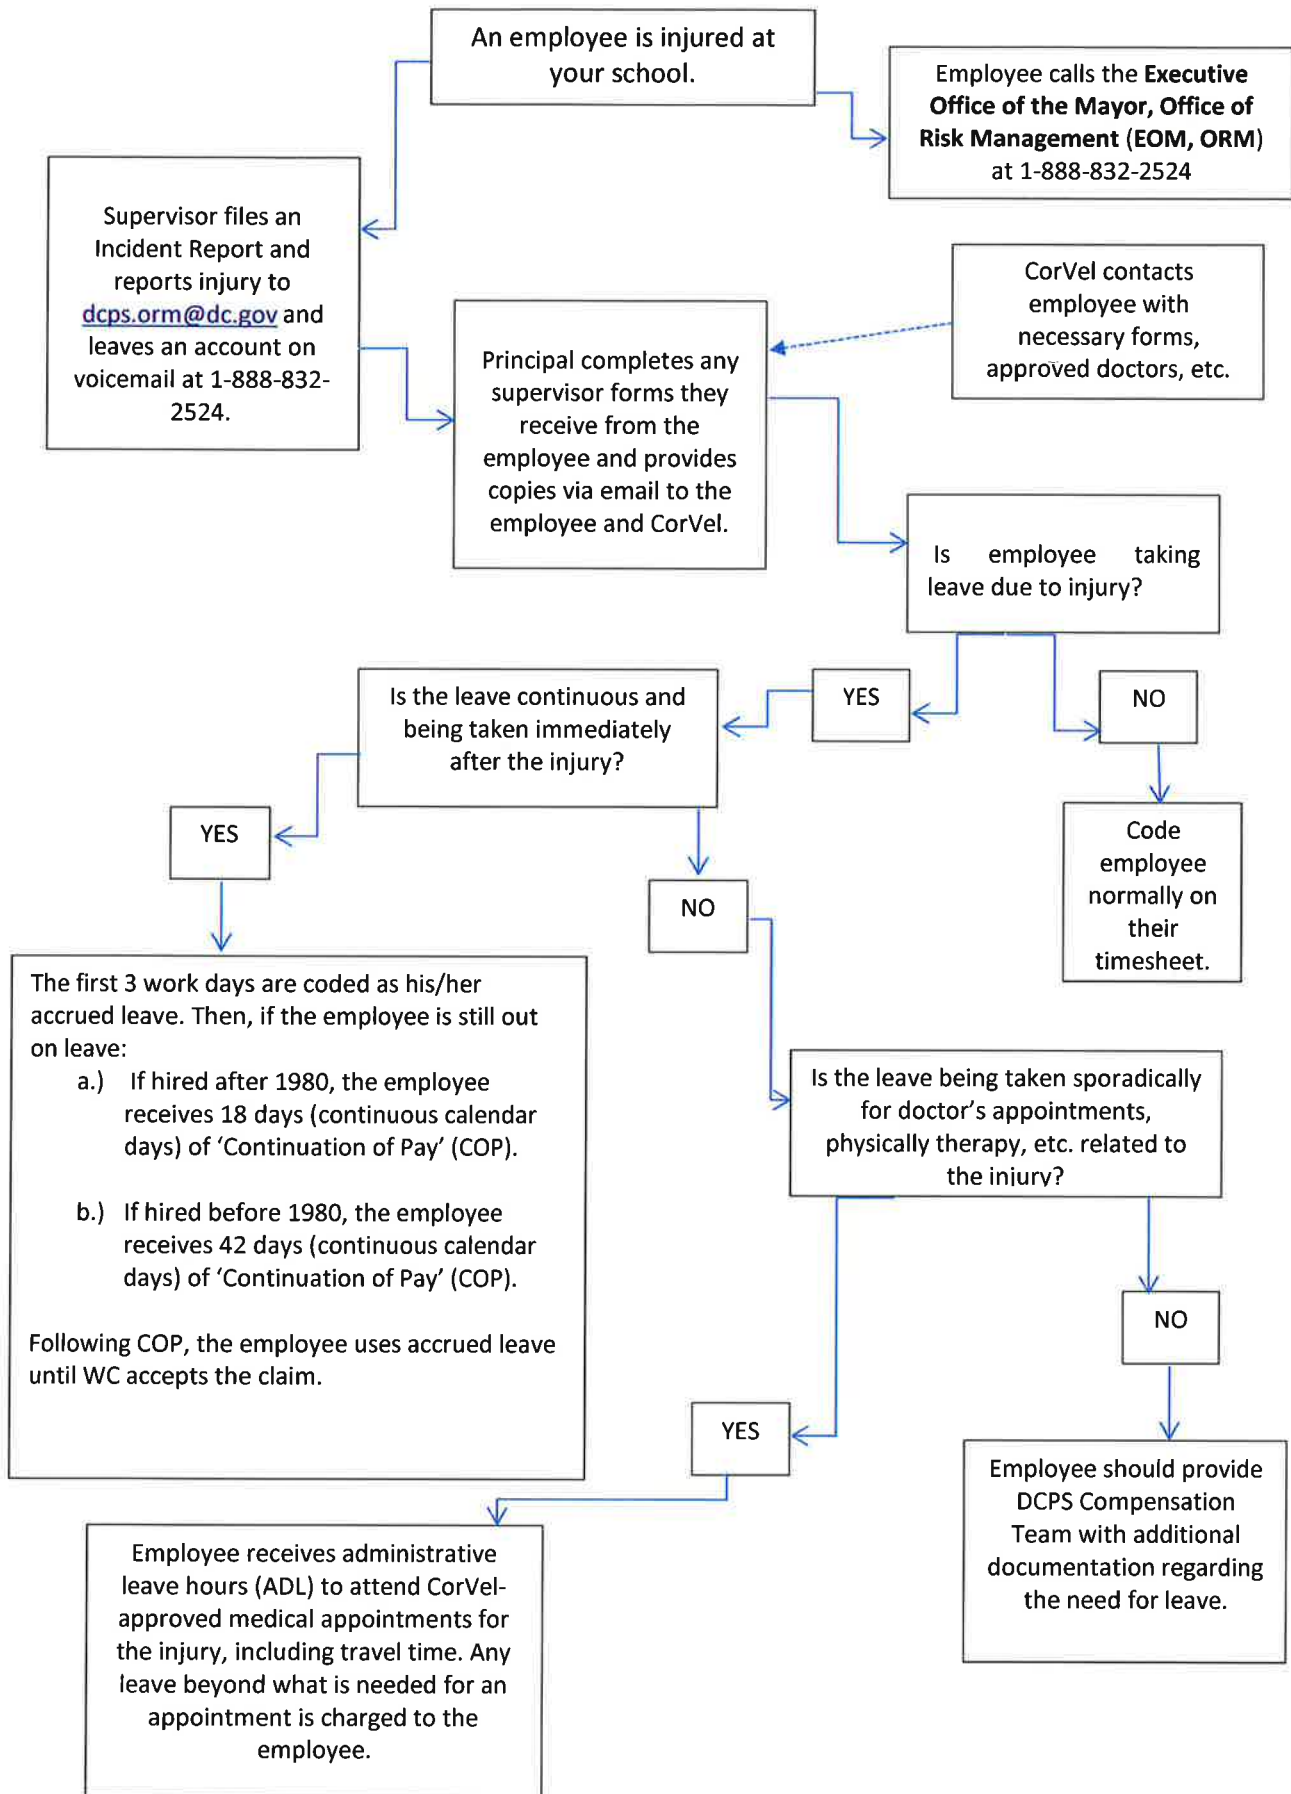 An employee is injured at
your school.
Employee calls the Executive
Office of the Mayor, Office of
Risk Management (EOM, ORM)
at 1-888-832-2524
Supervisor files an
Incident Report and
reports injury to
dcps.orm@dc.gov and
leaves an account on
voicemail at 1-888-832-
2524.
CorVel contacts
employee with
necessary forms,
approved doctors, etc.
Principal completes any
supervisor forms they
receive from the
employee and provides
copies via email to the
employee and CorVel.
Is employee taking
leave due to injury?
YES
NO
Is the leave continuous and
being taken immediately
after the injury?
Code
employee
normally on
their
timesheet.
YES
NO
The first 3 work days are coded as his/her
accrued leave. Then, if the employee is still out
on leave:
a.) If hired after 1980, the employee
receives 18 days (continuous calendar
days) of ‘Continuation of Pay’ (COP).
b.) If hired before 1980, the employee
receives 42 days (continuous calendar
days) of ‘Continuation of Pay’ (COP).
Following COP, the employee uses accrued leave
until WC accepts the claim.
Is the leave being taken sporadically
for doctor’s appointments,
physically therapy, etc. related to
the injury?
NO
YES
Employee should provide
DCPS Compensation
Team with additional
documentation regarding
the need for leave.
Employee receives administrative
leave hours (ADL) to attend CorVel-
approved medical appointments for
the injury, including travel time. Any
leave beyond what is needed for an
appointment is charged to the
employee.